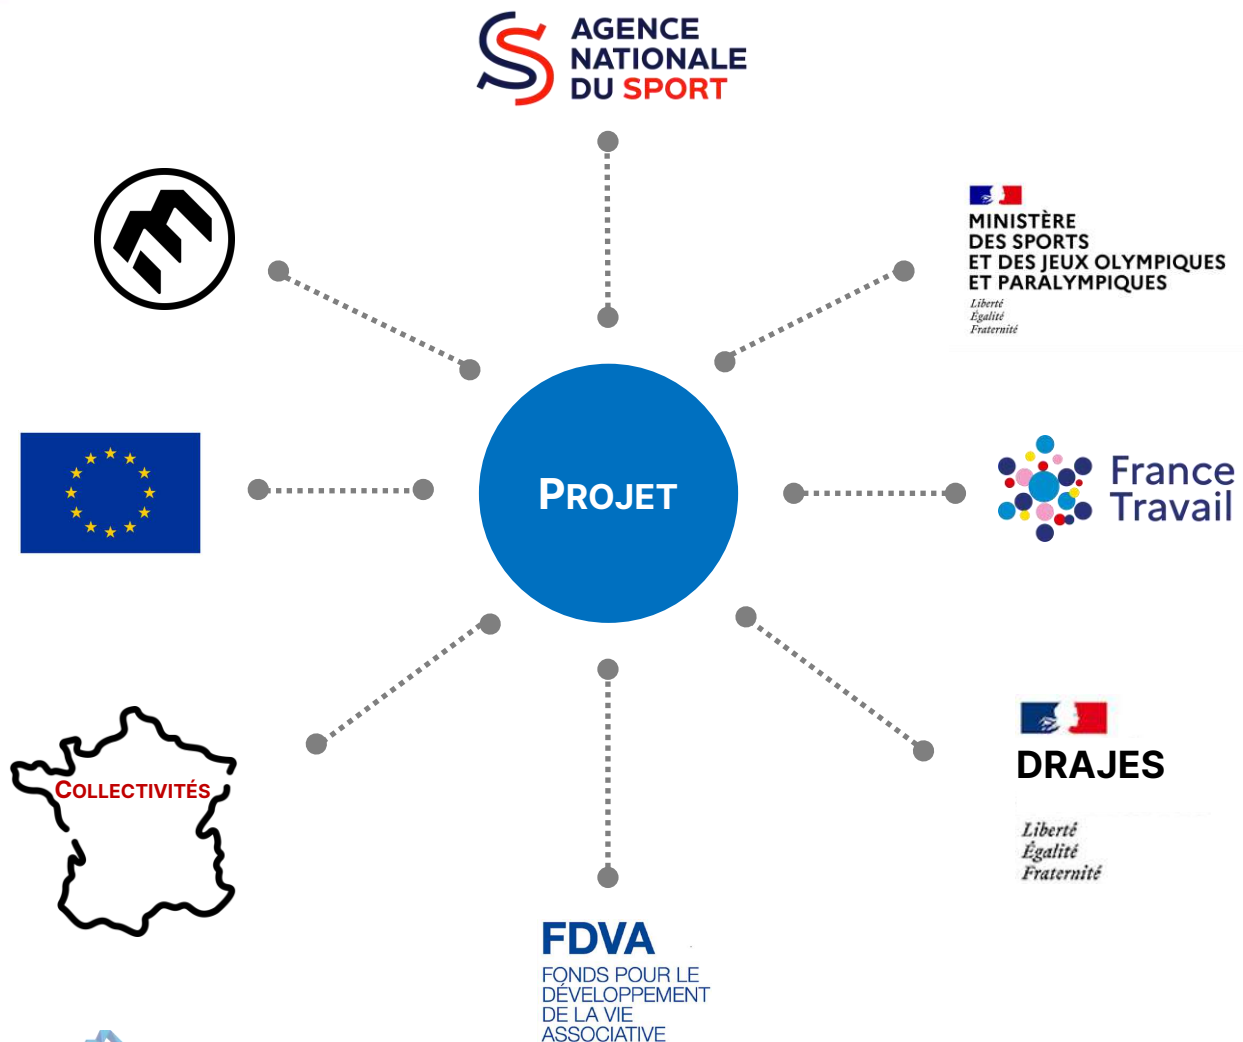 AGENCE
NATIONALE
DU SPORT
MINISTÈRE
DES SPORTS
ET DES JEUX OLYMPIQUES
ET PARALYMPIQUES
Liberté
Égalité
Fraternité
PROJET
France
Travail
COLLECTIVITÉS
DRAJES
Liberté
Égalité
Fraternité
FDVA
FONDS POUR LE
DÉVELOPPEMENT
DE LA VIE
ASSOCIATIVE